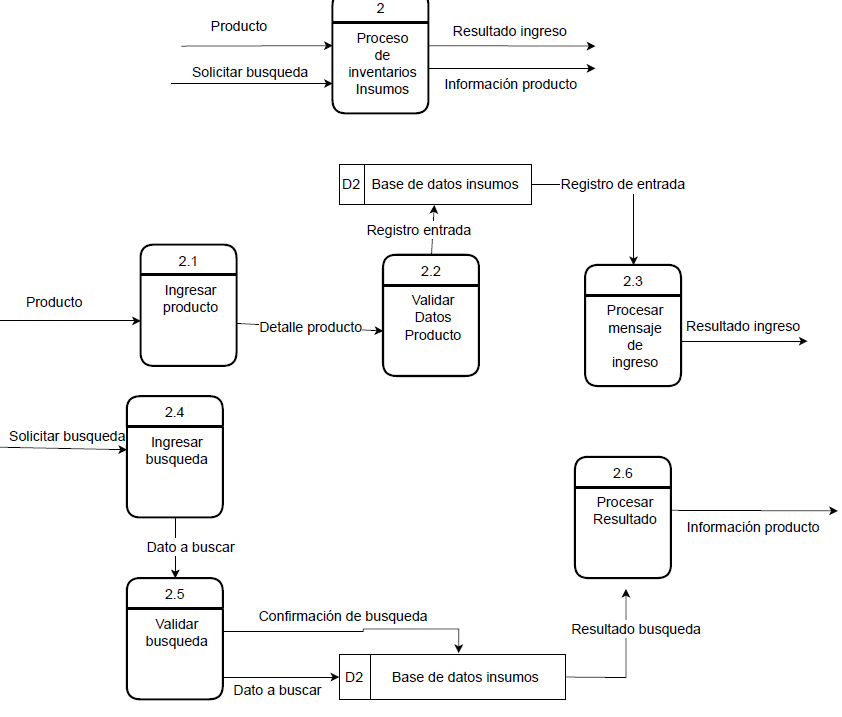 2
Producto
Proceso
de
inventarios
Insumos
Resultado ingreso
Solicitar busqueda
Información producto
D2
Base de datos insumos
Registro de entrada
Registro entrada
2.1
Ingresar
producto
2.2
Validar
Datos
Producto
2.3
Procesar
mensaje
de
ingreso
Producto
Detalle producto
Resultado ingreso
2.4
Ingresar
busqueda
Solicitar busqueda
2.6
Procesar
Resultado
Información producto
Dato a buscar
2.5
Validar
busqueda
Confirmación de busqueda
Resultado busqueda
D2
Base de datos insumos
Dato a buscar